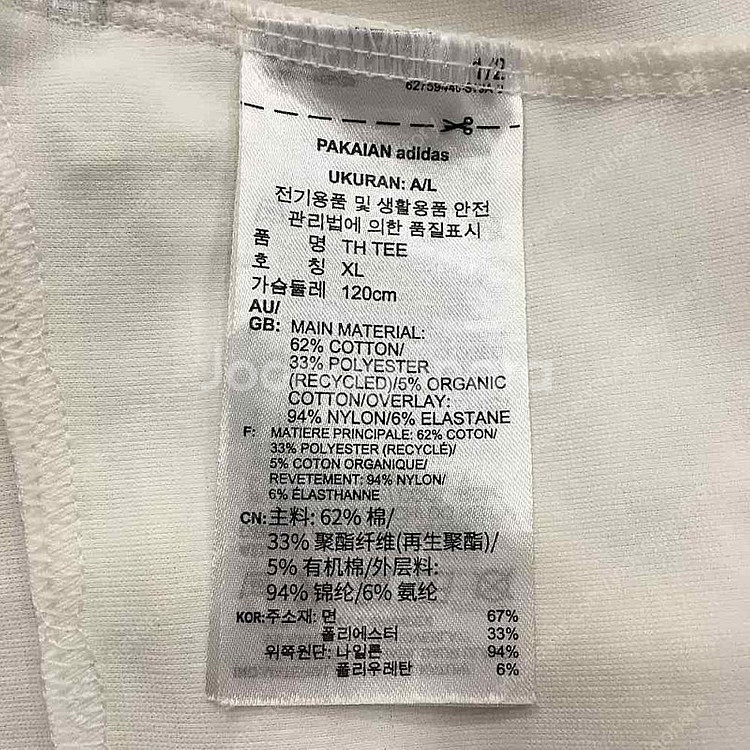 1/2
PAKAIAN adidas
UKURAN: A/L
전기용품 및 생활용품 안전
관리법에 의한 품질표시
품 명 TH TEE
호 칭 XL
가슴둘레 120cm
AU/
GB: MAIN MATERIAL:
62% COTTON/
33% POLYESTER
(RECYCLED)/5% ORGANIC
COTTON/OVERLAY:
94% NYLON/6% ELASTANE
F: MATIERE PRINCIPALE: 62% COTON/
33% POLYESTER (RECYCLÉ)/
5% COTON ORGANIQUE/
REVETEMENT: 94% NYLON/
6% ÉLASTHANNE
CN: 主料: 62% 棉/
33% 聚酯纤维(再生聚酯)/
5% 有机棉/外层料:
94% 锦纶/6% 氨纶
KOR: 주소재: 면 67%
폴리에스터 33%
위쪽원단: 나일론 94%
폴리우레탄 6%